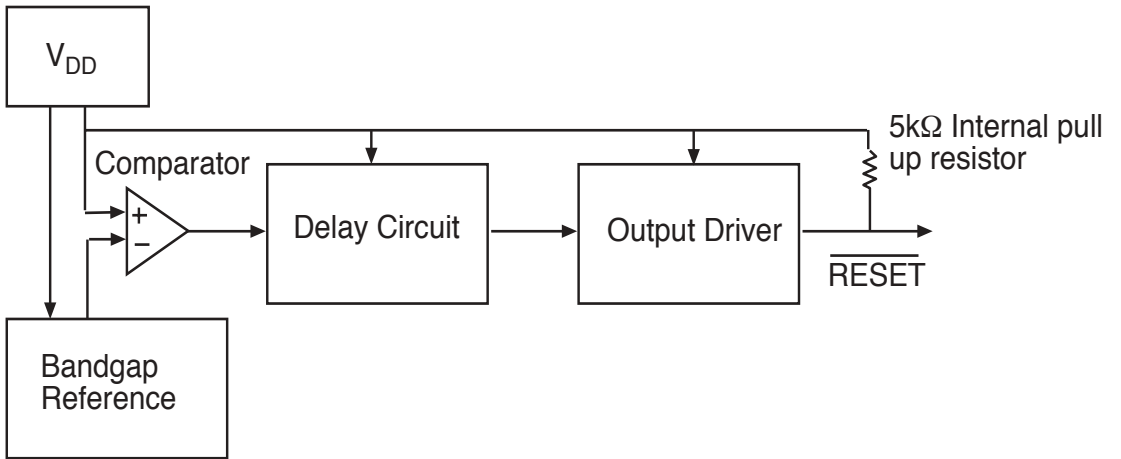 VDD
5kΩ Internal pull
up resistor
Comparator
+
−
Delay Circuit
Output Driver
RESET
Bandgap
Reference